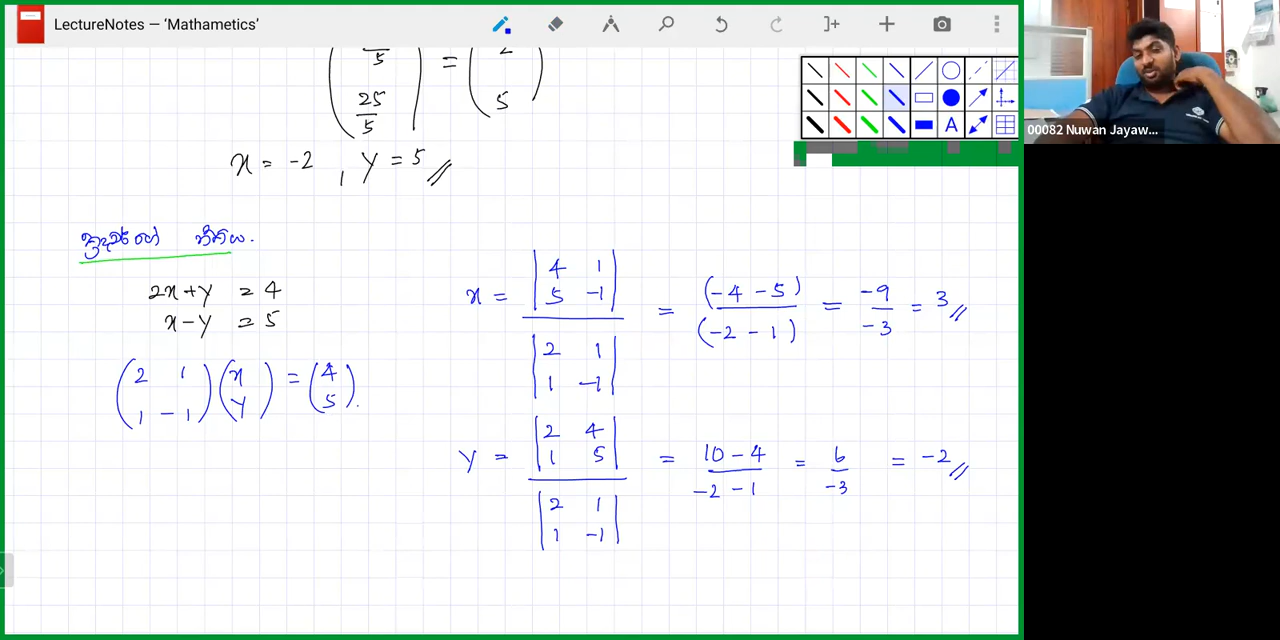 LectureNotes — ‘Mathametics’
00082 Nuwan Jayaw...
5
25
5
=
5
x = -2 , y = 5
2x+y = 4
x-y = 5
(2 1 / 1 -1) (x / y) = (4 / 5)
x = |4 1 / 5 -1| / |2 1 / 1 -1| = (-4 -5) / (-2 -1) = -9 / -3 = 3
y = |2 4 / 1 5| / |2 1 / 1 -1| = 10 - 4 / -2 -1 = 6 / -3 = -2
A